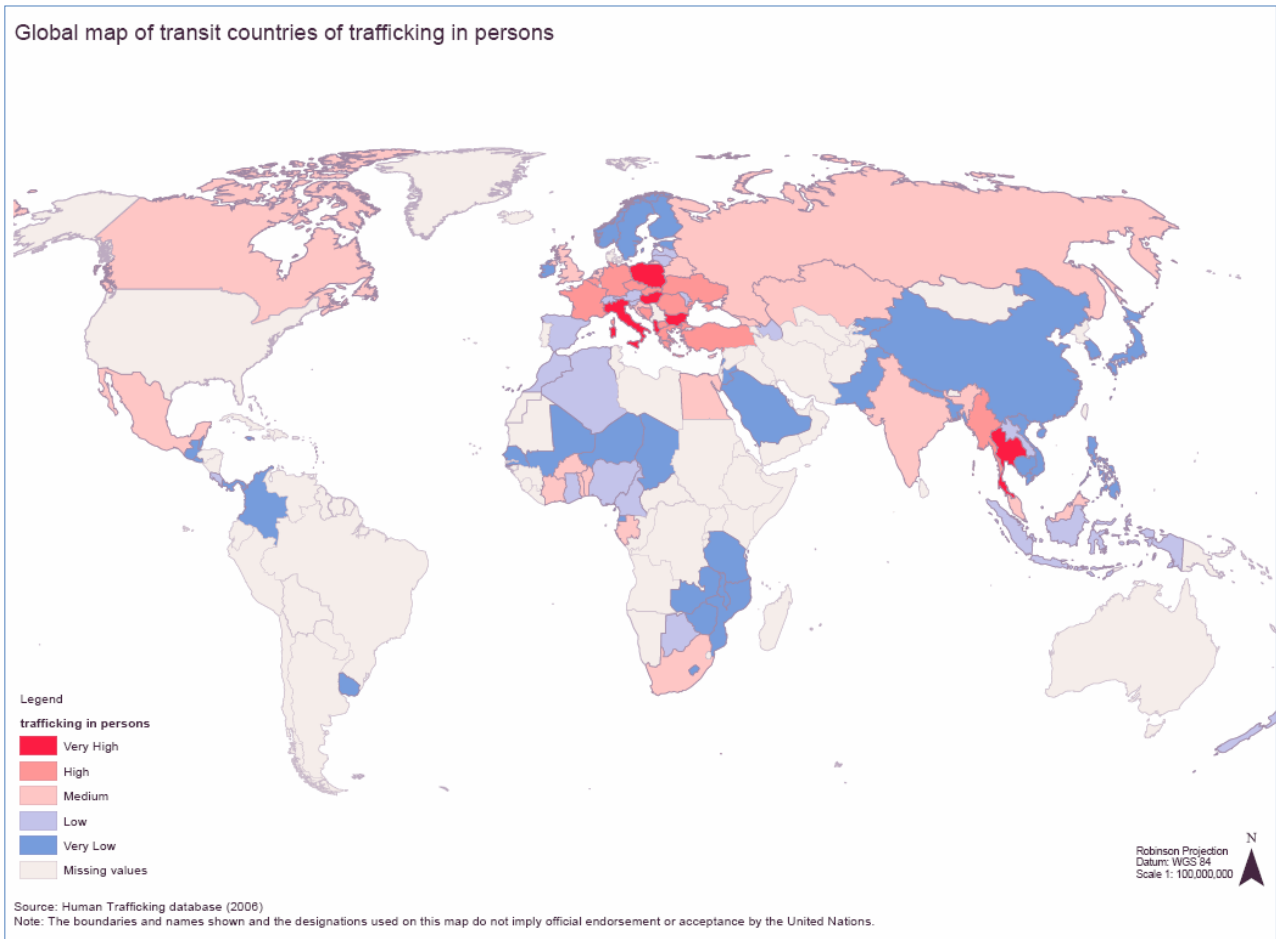 Global map of transit countries of trafficking in persons
Legend
trafficking in persons
Very High
High
Medium
Low
Very Low
Missing values
N
Robinson Projection
Datum: WGS 84
Scale 1: 100,000,000
Source: Human Trafficking database (2006)
Note: The boundaries and names shown and the designations used on this map do not imply official endorsement or acceptance by the United Nations.